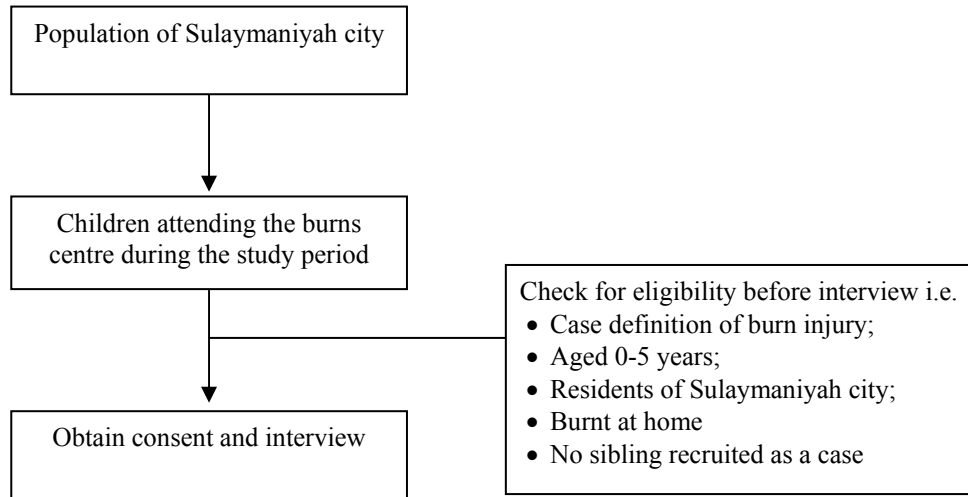 Population of Sulaymaniyah city
Children attending the burns
centre during the study period
Check for eligibility before interview i.e.
• Case definition of burn injury;
• Aged 0-5 years;
• Residents of Sulaymaniyah city;
• Burnt at home
• No sibling recruited as a case
Obtain consent and interview